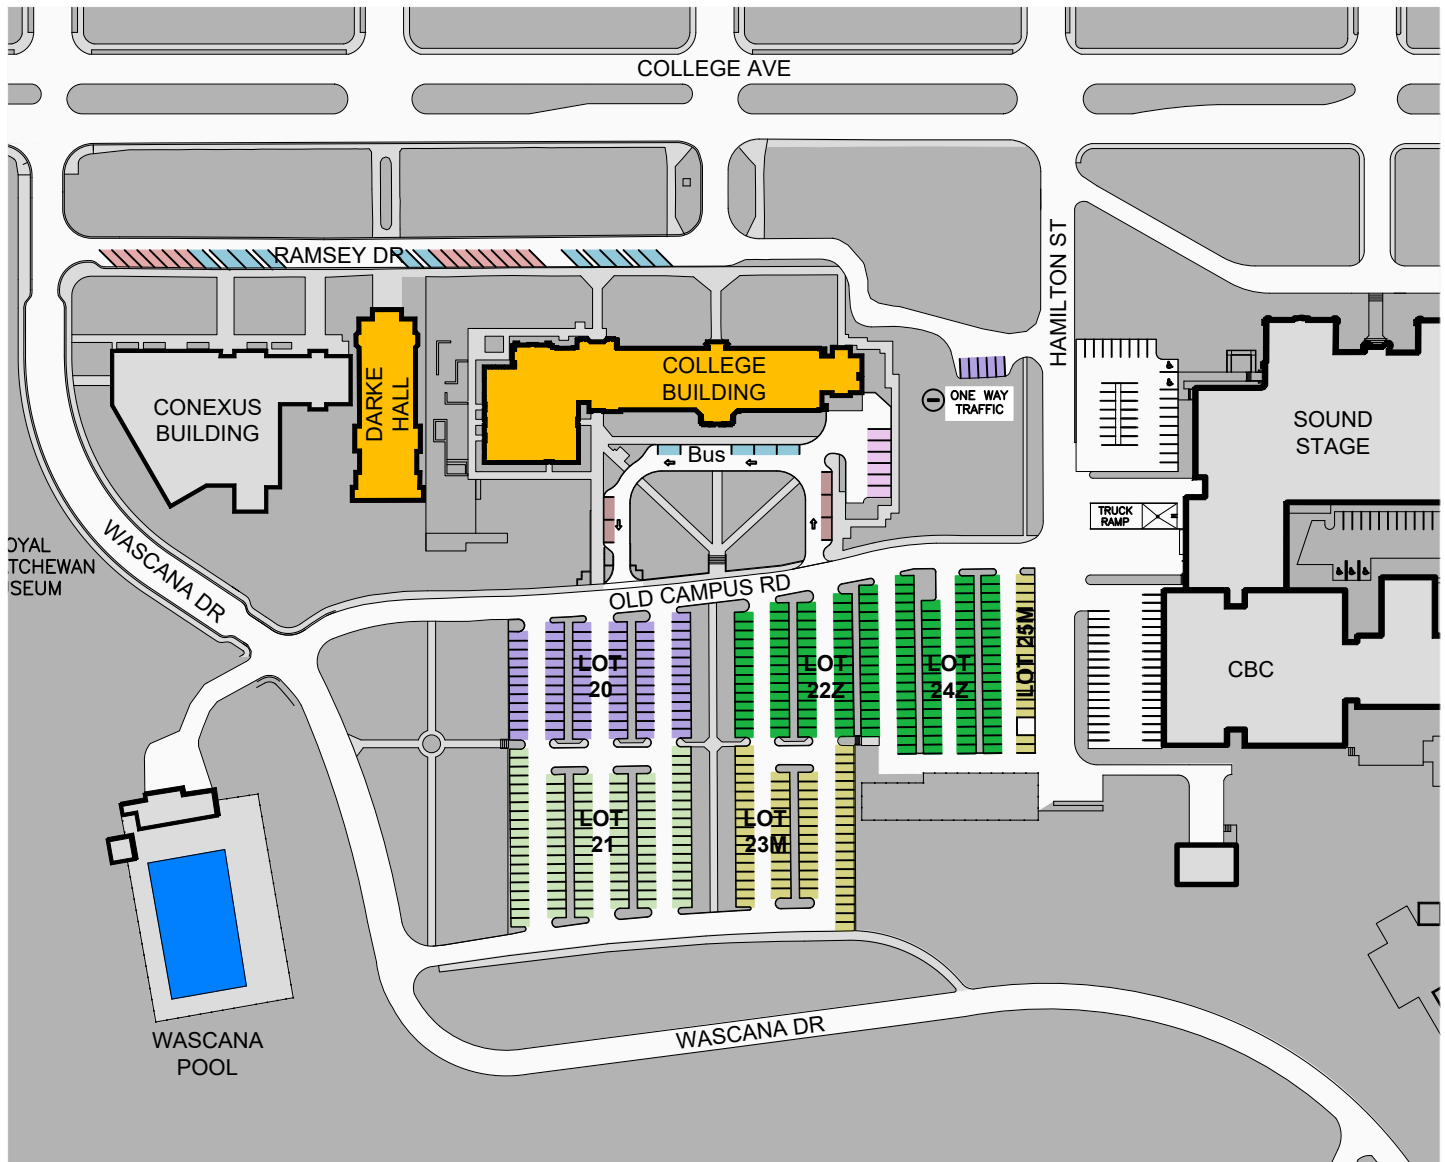 COLLEGE AVE
RAMSEY DR
HAMILTON ST
COLLEGE
BUILDING
DARKE
HALL
CONEXUS
BUILDING
ONE WAY
TRAFFIC
SOUND
STAGE
Bus
TRUCK
RAMP
OYAL
TCHEWAN
SEUM
WASCANA DR
OLD CAMPUS RD
LOT
20
LOT
22Z
LOT
24Z
LOT 25M
CBC
LOT
21
LOT
23M
WASCANA DR
WASCANA
POOL